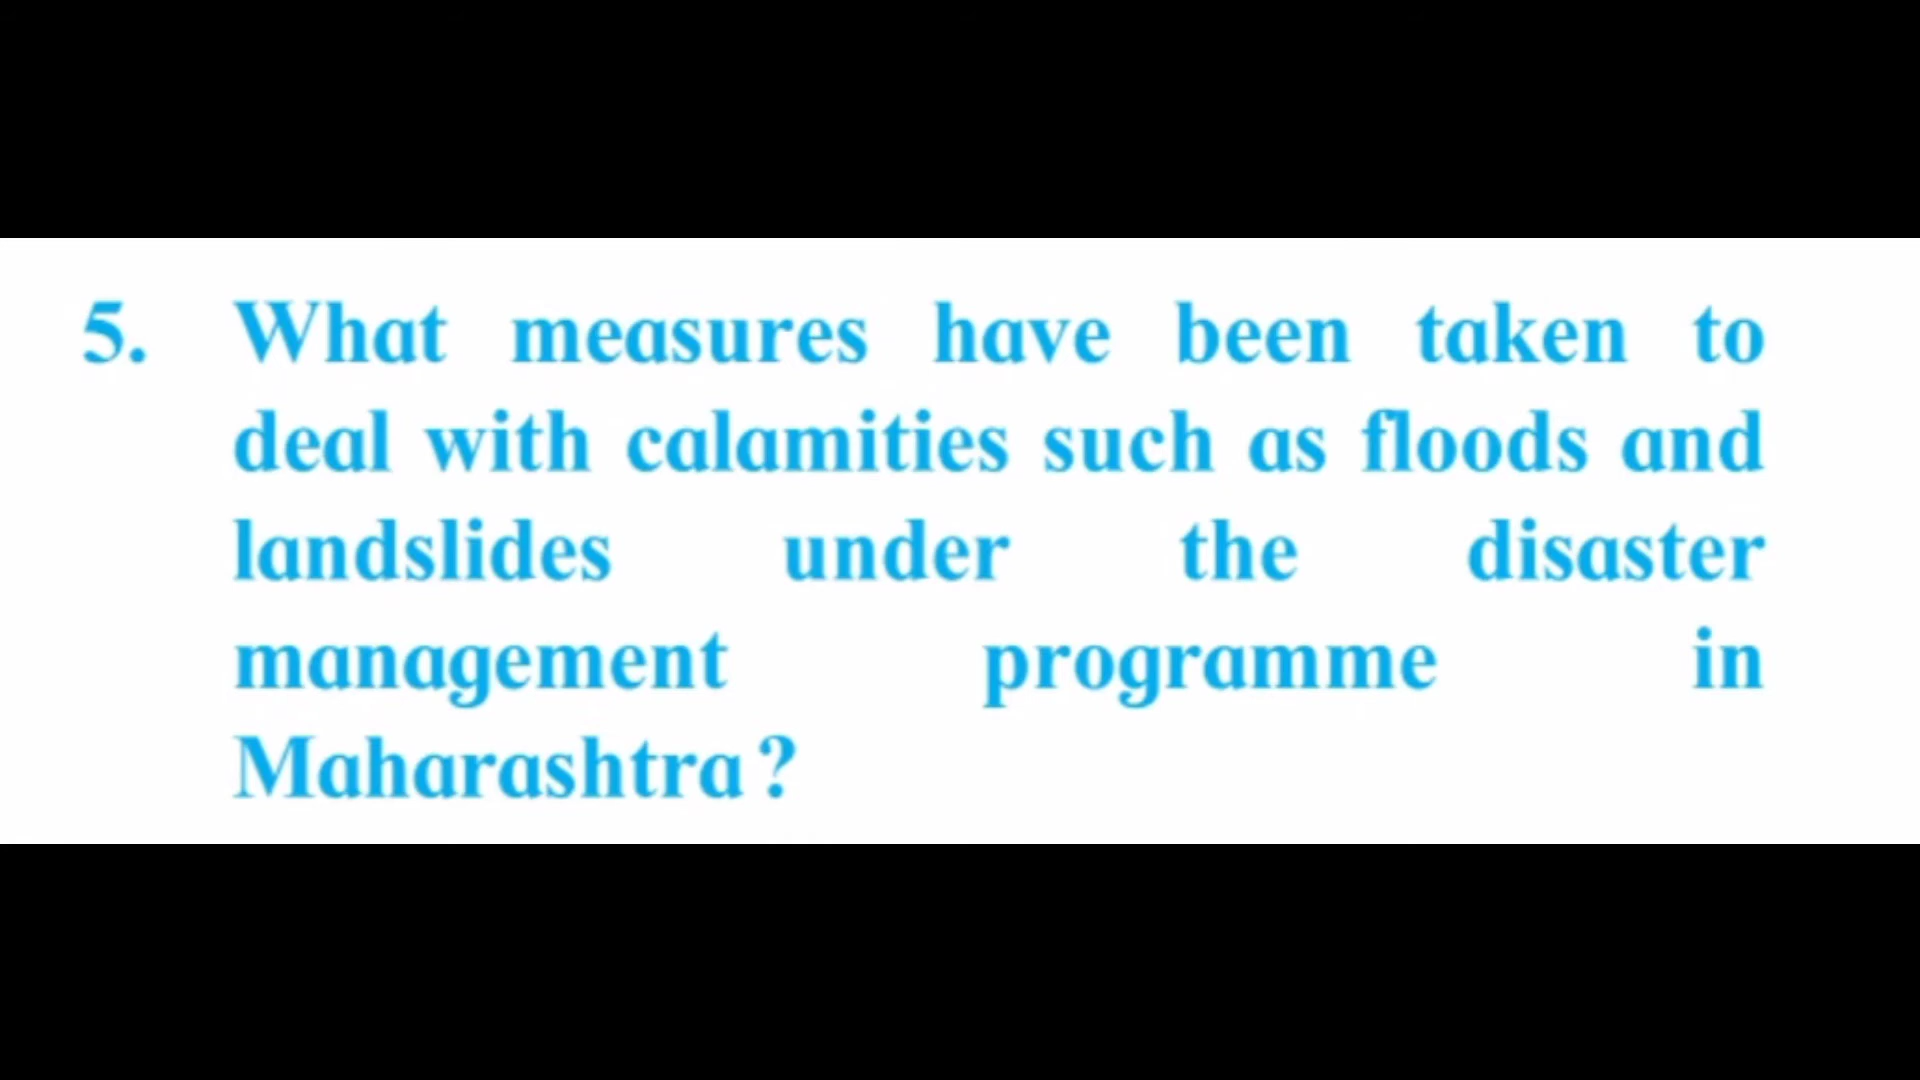 5. What measures have been taken to
deal with calamities such as floods and
landslides under the disaster
management programme in
Maharashtra?